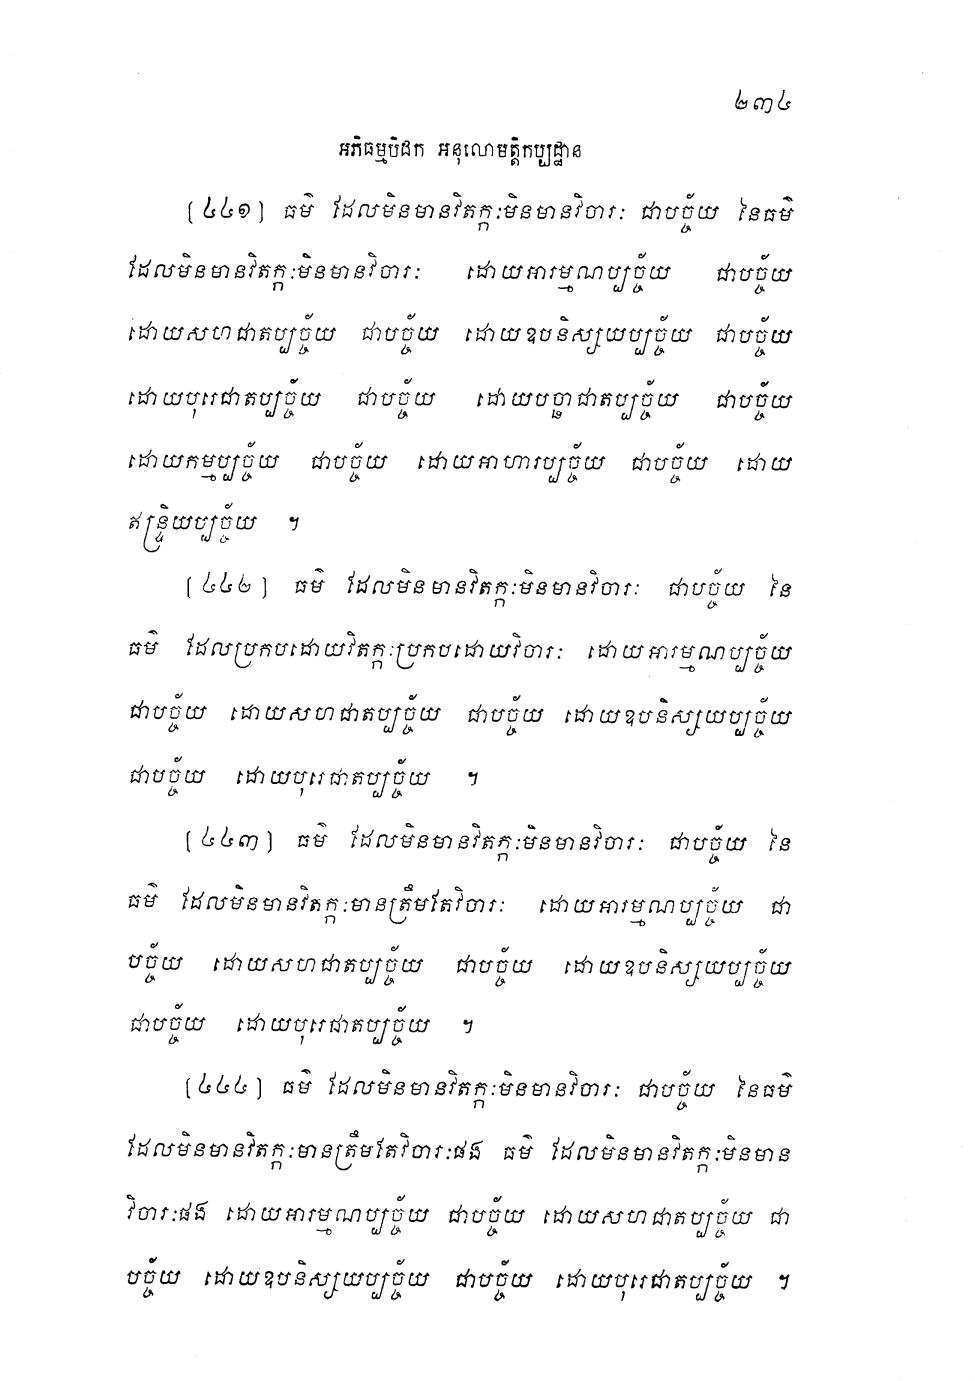 ២៣៤
អភិធម្មបិដក អនុលោមត្តិកប្បដ្ឋាន
[៤៤១] ធម៌ ដែលមិនមានវិតក្កៈមិនមានវិចារៈ ជាបច្ច័យ នៃធម៌
ដែលមិនមានវិតក្កៈមិនមានវិចារៈ ដោយអារម្មណប្បច្ច័យ ជាបច្ច័យ
ដោយសហជាតប្បច្ច័យ ជាបច្ច័យ ដោយឧបនិស្សយប្បច្ច័យ ជាបច្ច័យ
ដោយបុរេជាតប្បច្ច័យ ជាបច្ច័យ ដោយបច្ឆាជាតប្បច្ច័យ ជាបច្ច័យ
ដោយកម្មប្បច្ច័យ ជាបច្ច័យ ដោយអាហារប្បច្ច័យ ជាបច្ច័យ ដោយ
ឥន្ទ្រិយប្បច្ច័យ ។
[៤៤២] ធម៌ ដែលមិនមានវិតក្កៈមិនមានវិចារៈ ជាបច្ច័យ នៃ
ធម៌ ដែលប្រកបដោយវិតក្កៈប្រកបដោយវិចារៈ ដោយអារម្មណប្បច្ច័យ
ជាបច្ច័យ ដោយសហជាតប្បច្ច័យ ជាបច្ច័យ ដោយឧបនិស្សយប្បច្ច័យ
ជាបច្ច័យ ដោយបុរេជាតប្បច្ច័យ ។
[៤៤៣] ធម៌ ដែលមិនមានវិតក្កៈមិនមានវិចារៈ ជាបច្ច័យ នៃ
ធម៌ ដែលមិនមានវិតក្កៈមានត្រឹមតែវិចារៈ ដោយអារម្មណប្បច្ច័យ ជា
បច្ច័យ ដោយសហជាតប្បច្ច័យ ជាបច្ច័យ ដោយឧបនិស្សយប្បច្ច័យ
ជាបច្ច័យ ដោយបុរេជាតប្បច្ច័យ ។
[៤៤៤] ធម៌ ដែលមិនមានវិតក្កៈមិនមានវិចារៈ ជាបច្ច័យ នៃធម៌
ដែលមិនមានវិតក្កៈមានត្រឹមតែវិចារៈផង ធម៌ ដែលមិនមានវិតក្កៈមិនមាន
វិចារៈផង ដោយអារម្មណប្បច្ច័យ ជាបច្ច័យ ដោយសហជាតប្បច្ច័យ ជា
បច្ច័យ ដោយឧបនិស្សយប្បច្ច័យ ជាបច្ច័យ ដោយបុរេជាតប្បច្ច័យ ។